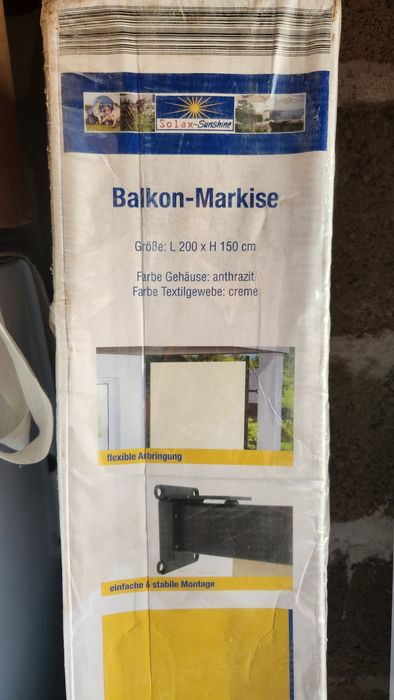 Solax-Sunshine
Balkon-Markise
Größe: L 200 x H 150 cm
Farbe Gehäuse: anthrazit
Farbe Textilgewebe: creme
flexible Anbringung
einfache & stabile Montage